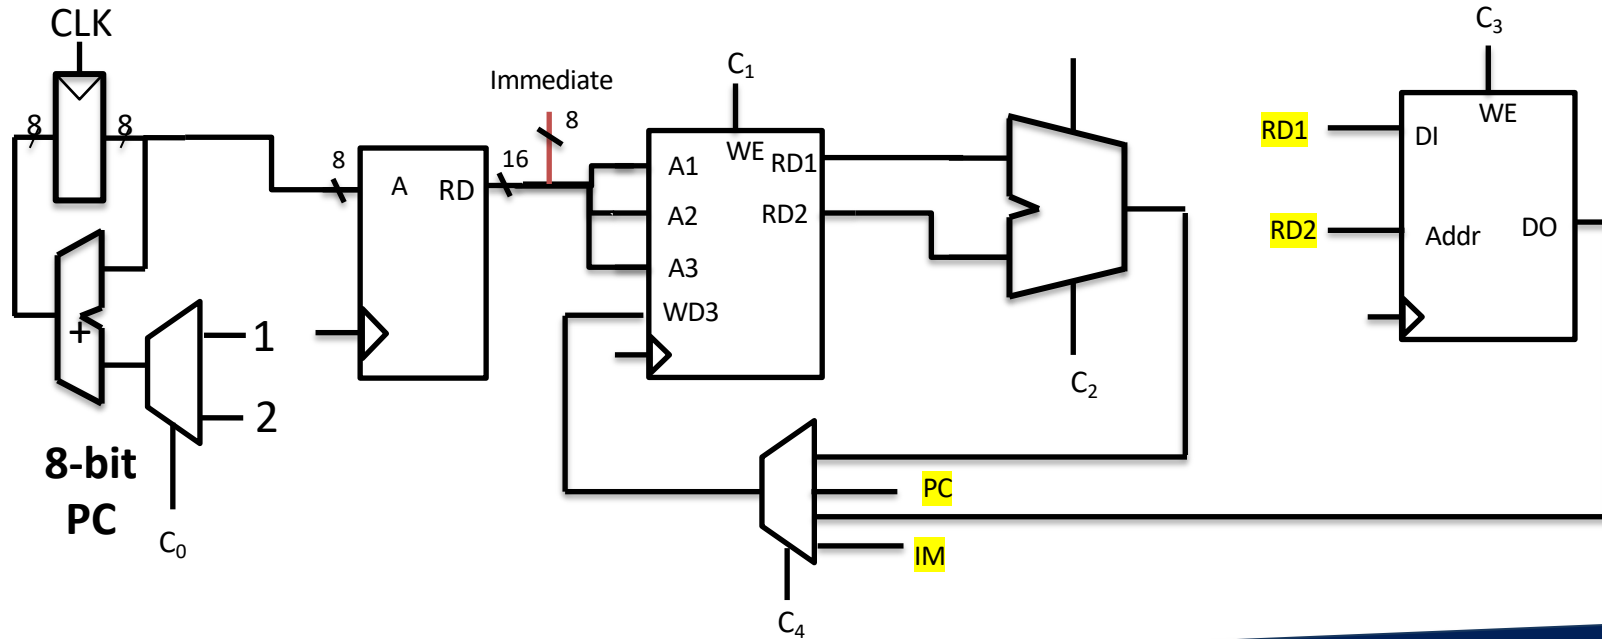 CLK
8
8
+
1
2
8-bit
PC
C₀
8
A
RD
16
Immediate
8
C₁
WE
A1
A2
A3
WD3
RD1
RD2
C₂
PC
IM
C₄
C₃
RD1
RD2
WE
DI
Addr
DO